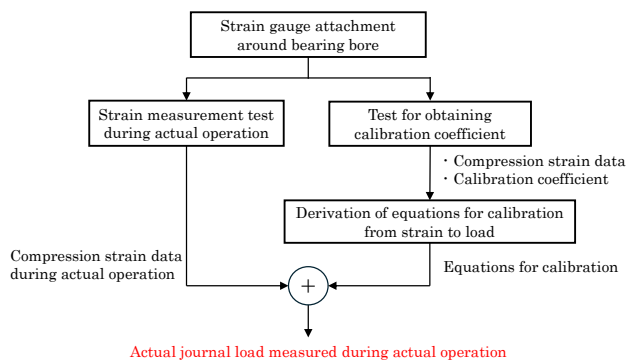 Strain gauge attachment
around bearing bore
Strain measurement test
during actual operation
Test for obtaining
calibration coefficient
・Compression strain data
・Calibration coefficient
Derivation of equations for calibration
from strain to load
Compression strain data
during actual operation
Equations for calibration
+
Actual journal load measured during actual operation